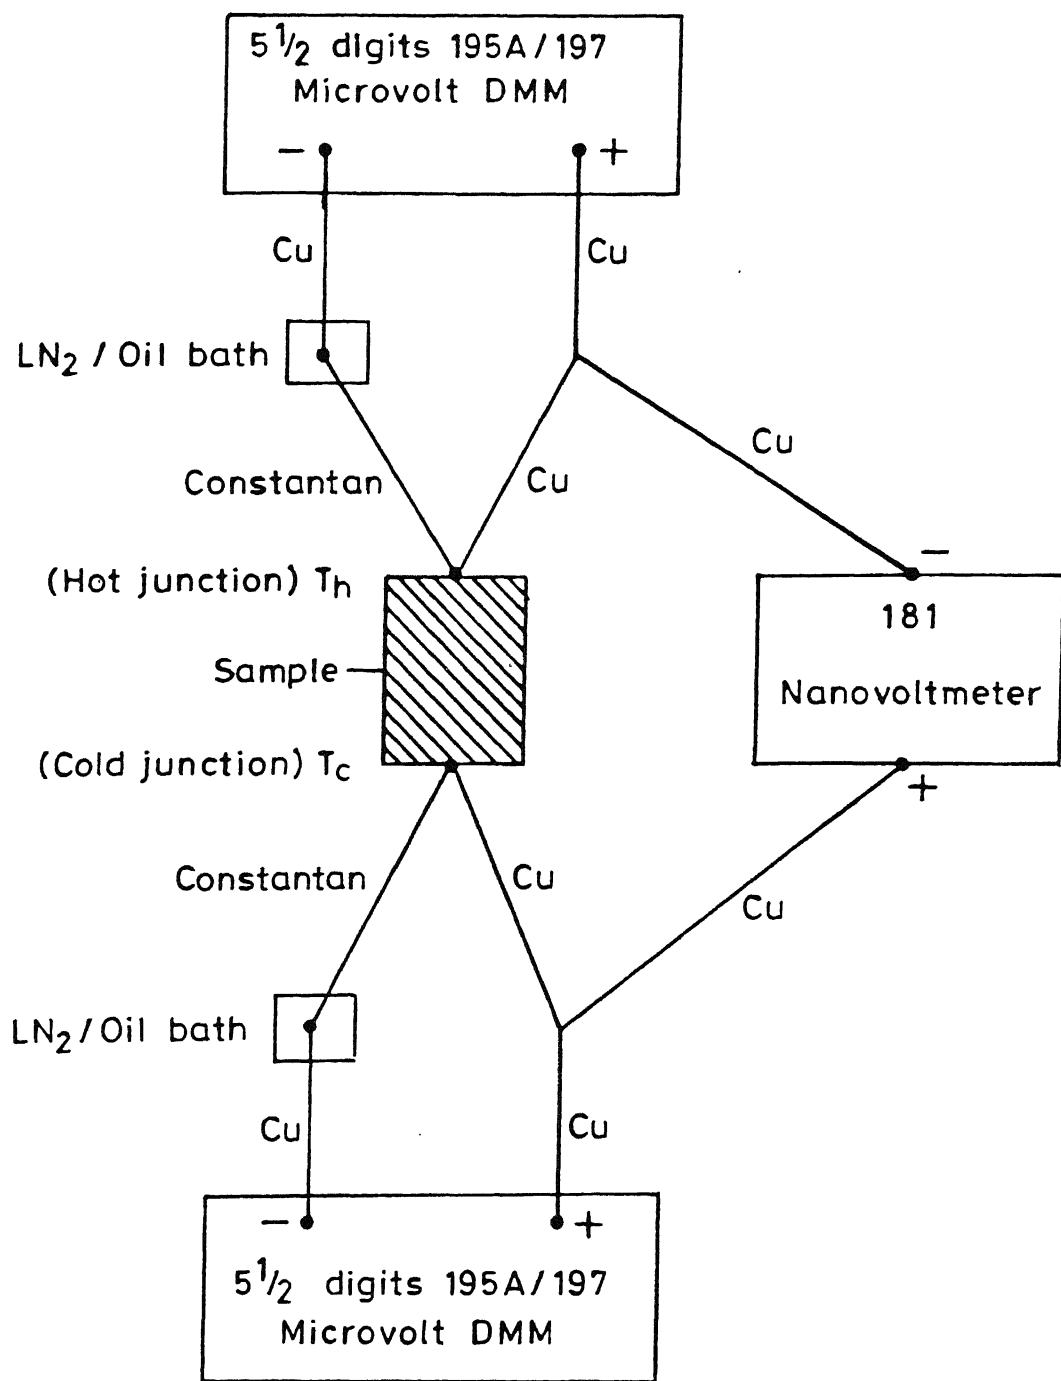 5 1/2 digits 195A/197
Microvolt DMM
− +
Cu Cu
LN2 / Oil bath
Cu
Constantan Cu
−
(Hot junction) Th
181
Sample
Nanovoltmeter
(Cold junction) Tc
+
Constantan Cu
Cu
LN2/Oil bath
Cu Cu
− +
5 1/2 digits 195A/197
Microvolt DMM